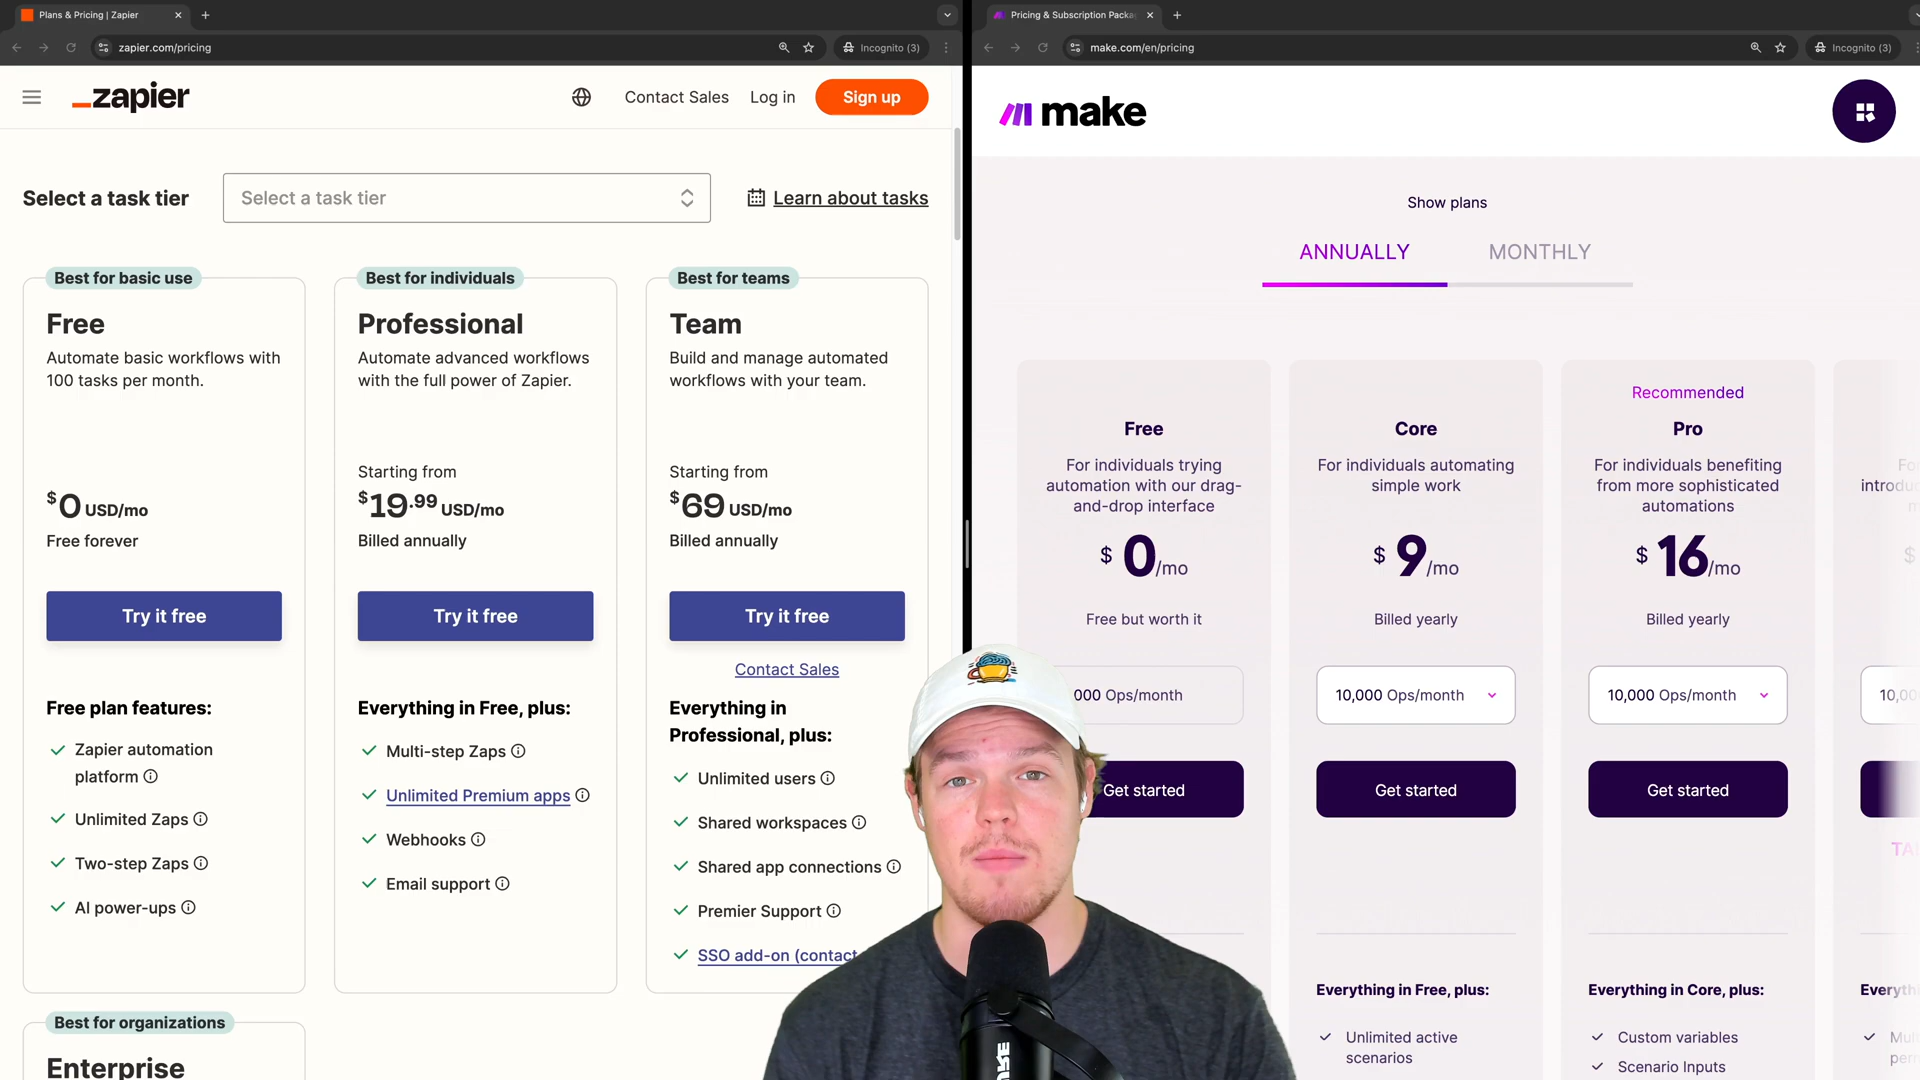 Plans & Pricing | Zapier
zapier.com/pricing
Incognito (3)
zapier
Contact Sales
Log in
Sign up
Select a task tier
Select a task tier
Learn about tasks
Best for basic use
Free
Automate basic workflows with
100 tasks per month.
$0 USD/mo
Free forever
Try it free
Free plan features:
Zapier automation
platform
Unlimited Zaps
Two-step Zaps
AI power-ups
Best for individuals
Professional
Automate advanced workflows
with the full power of Zapier.
Starting from
$19.99 USD/mo
Billed annually
Try it free
Everything in Free, plus:
Multi-step Zaps
Unlimited Premium apps
Webhooks
Email support
Best for teams
Team
Build and manage automated
workflows with your team.
Starting from
$69 USD/mo
Billed annually
Try it free
Contact Sales
Everything in
Professional, plus:
Unlimited users
Shared workspaces
Shared app connections
Premier Support
SSO add-on (contact
Best for organizations
Enterprise
Pricing & Subscription Packa
make.com/en/pricing
Incognito (3)
make
Show plans
ANNUALLY
MONTHLY
Free
For individuals trying
automation with our drag-
and-drop interface
$0/mo
Free but worth it
000 Ops/month
Get started
Core
For individuals automating
simple work
$9/mo
Billed yearly
10,000 Ops/month
Get started
Everything in Free, plus:
Unlimited active
scenarios
Recommended
Pro
For individuals benefiting
from more sophisticated
automations
$16/mo
Billed yearly
10,000 Ops/month
Get started
Everything in Core, plus:
Custom variables
Scenario Inputs